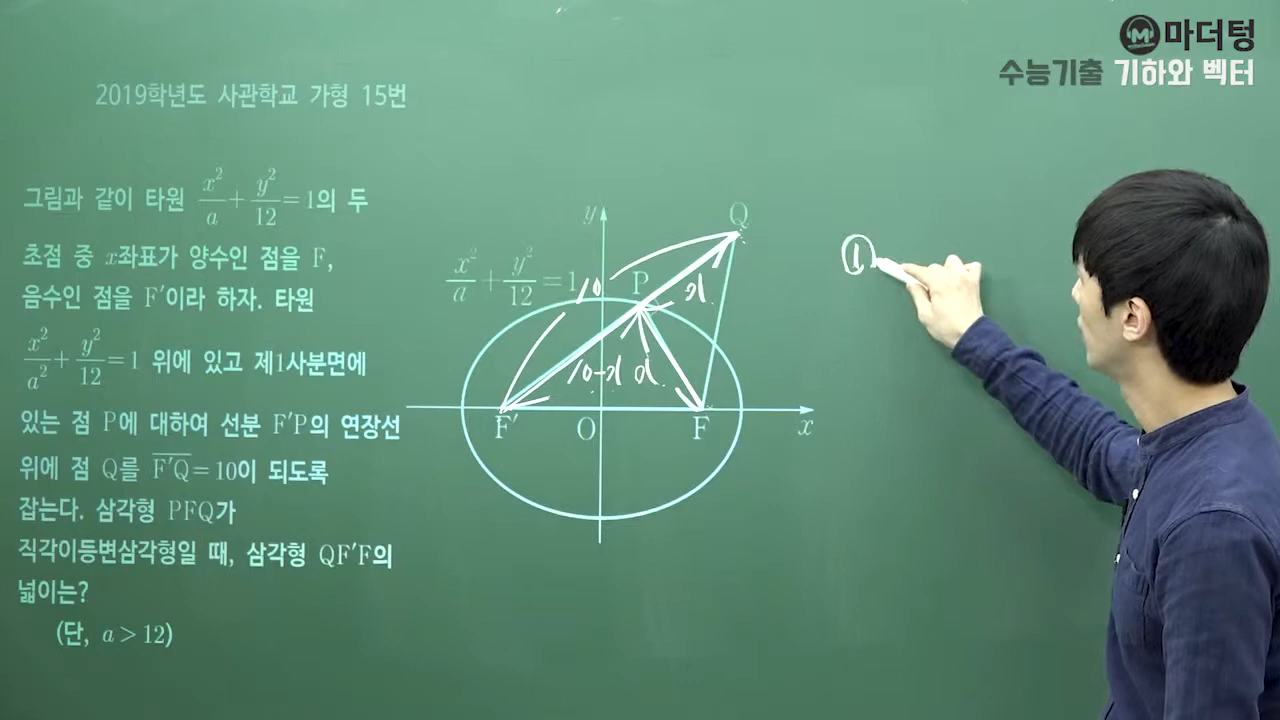 마더텅
수능기출 기하와 벡터
2019학년도 사관학교 가형 15번
그림과 같이 타원 x²/a + y²/12 = 1의 두
초점 중 x좌표가 양수인 점을 F,
음수인 점을 F′이라 하자. 타원
x²/a² + y²/12 = 1 위에 있고 제1사분면에
있는 점 P에 대하여 선분 F′P의 연장선
위에 점 Q를 F′Q̅ = 10이 되도록
잡는다. 삼각형 PFQ가
직각이등변삼각형일 때, 삼각형 QF′F의
넓이는?
(단, a > 12)
y
Q
x²/a + y²/12 = 1
10
P
10-d
d
d
F′
O
F
x
①